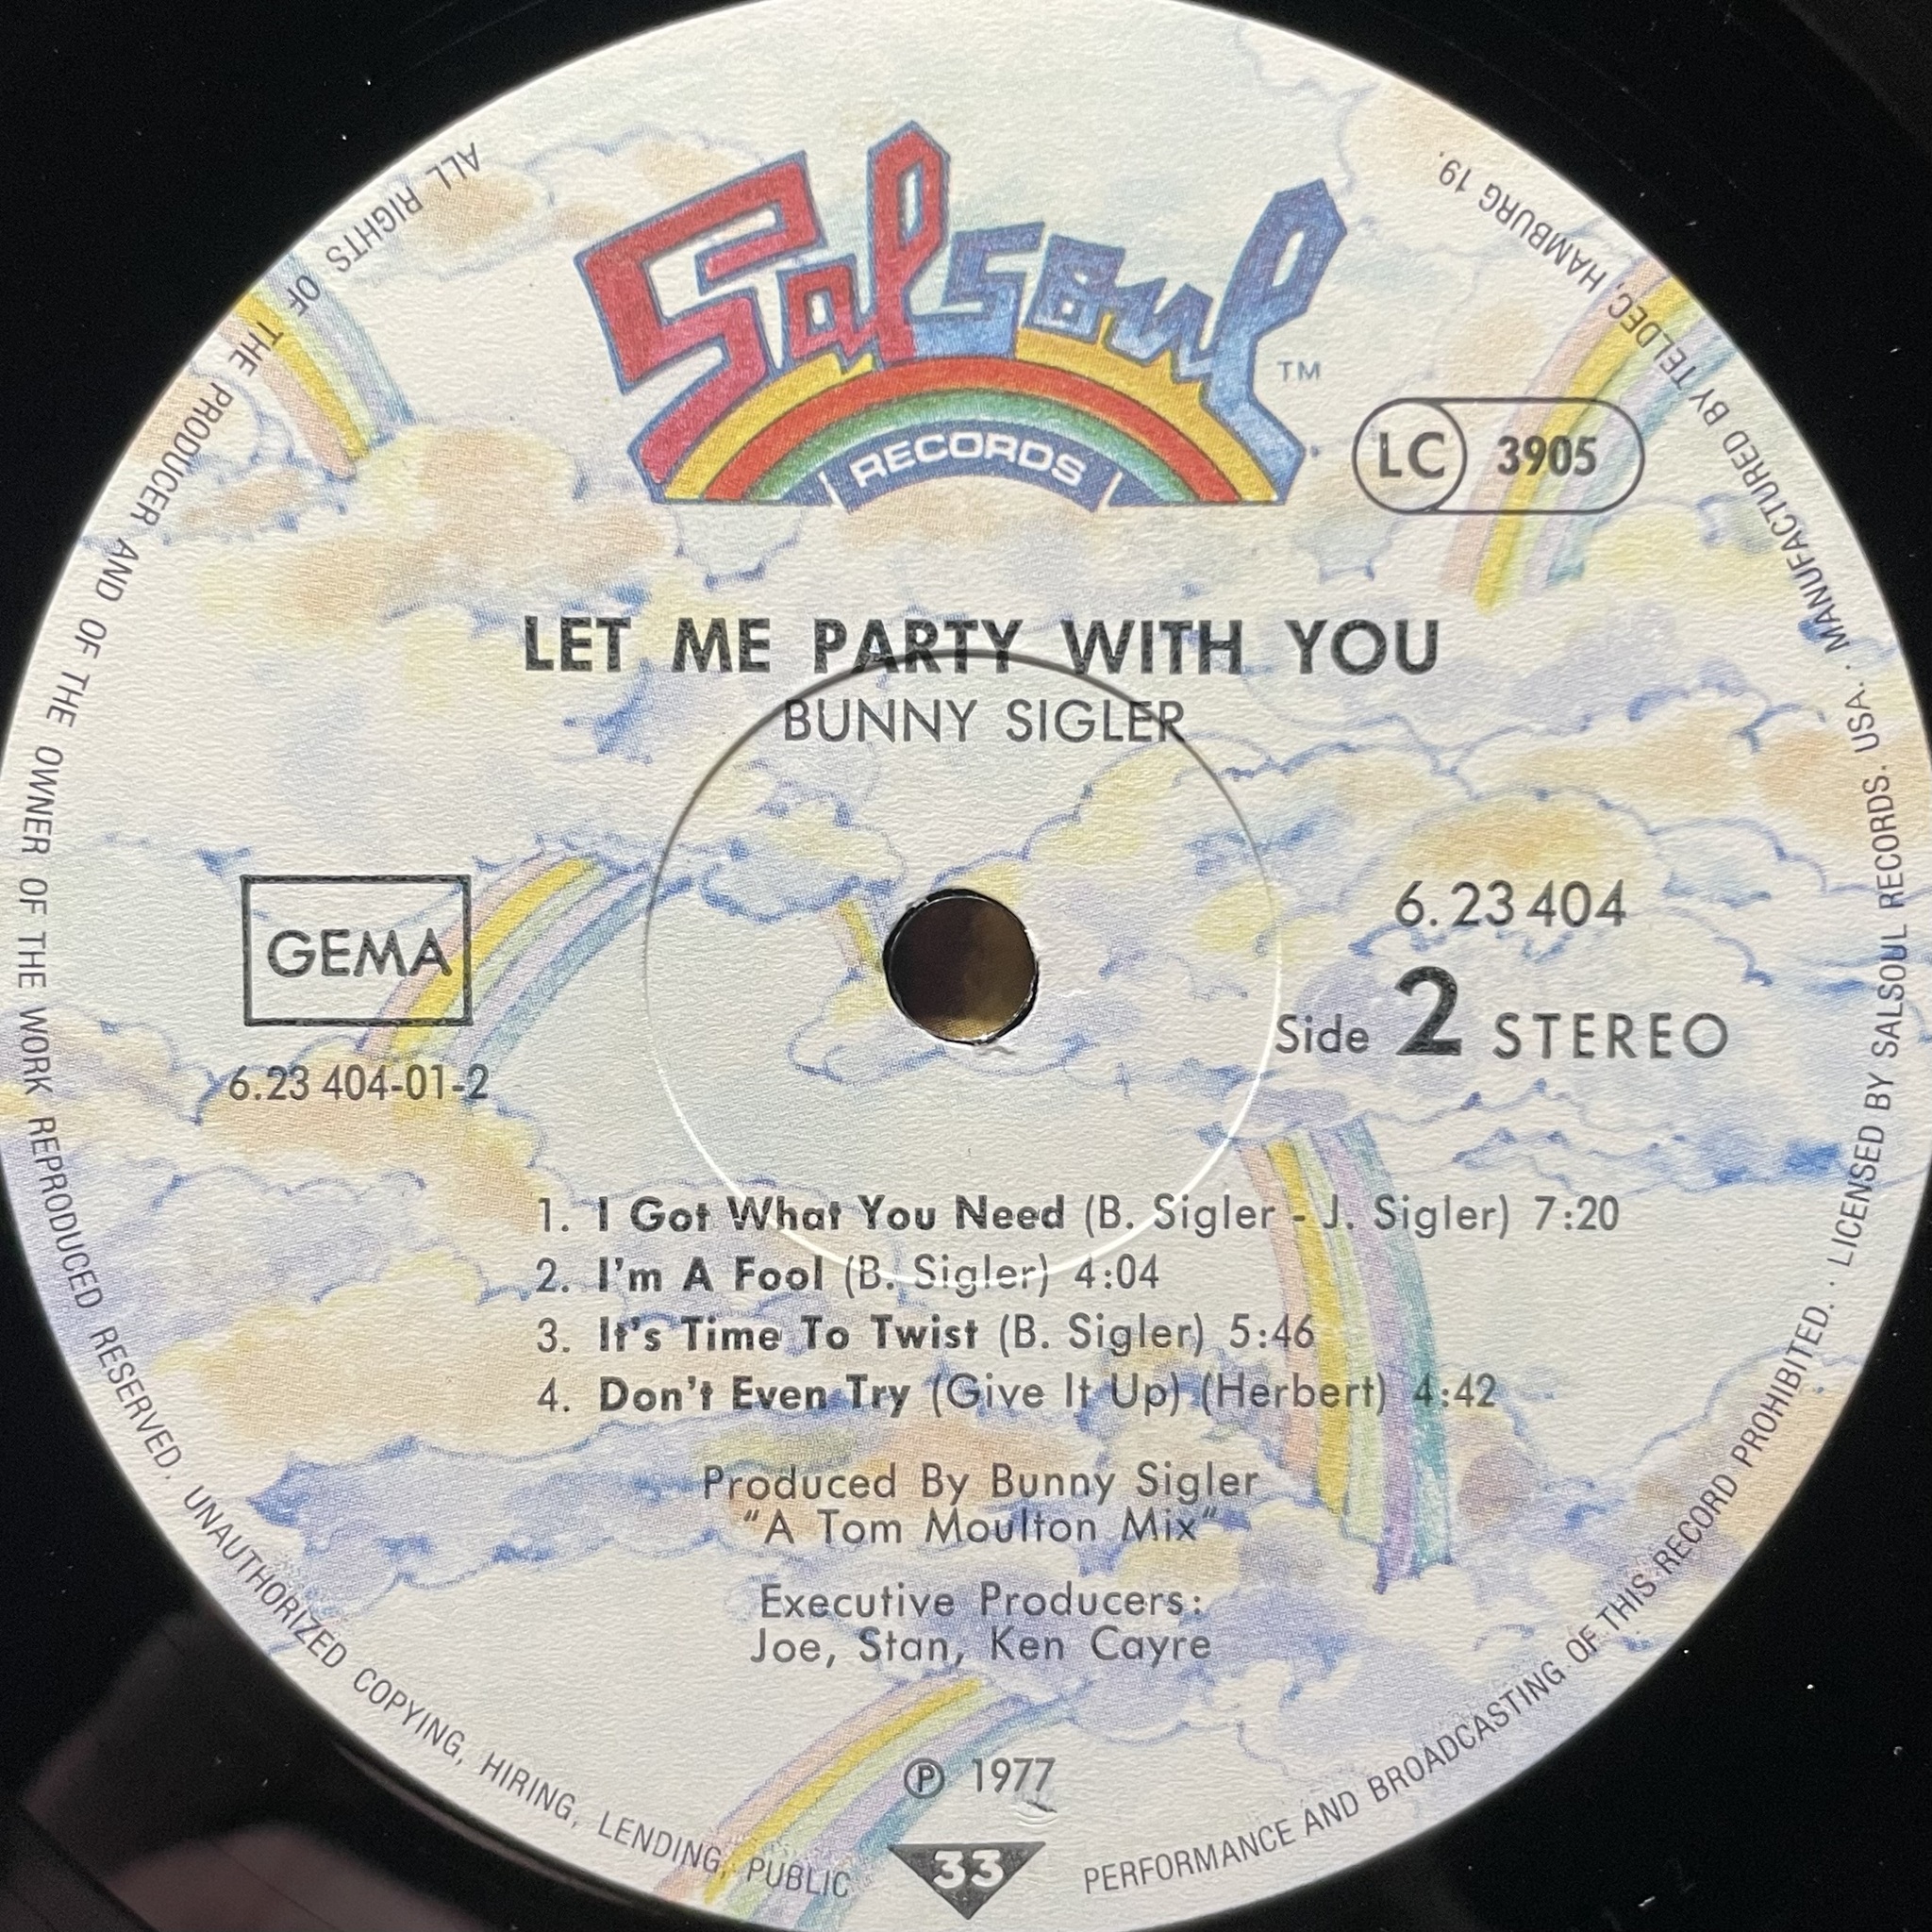 Salsoul
TM
RECORDS
LC 3905
LET ME PARTY WITH YOU
BUNNY SIGLER
GEMA
6.23 404-01-2
6.23 404
Side 2 STEREO
1. I Got What You Need (B. Sigler - J. Sigler) 7:20
2. I'm A Fool (B. Sigler) 4:04
3. It's Time To Twist (B. Sigler) 5:46
4. Don't Even Try (Give It Up) (Herbert) 4:42
Produced By Bunny Sigler
"A Tom Moulton Mix"
Executive Producers:
Joe, Stan, Ken Cayre
℗ 1977
33
ALL RIGHTS OF THE PRODUCER AND OF THE OWNER OF THE WORK REPRODUCED RESERVED. UNAUTHORIZED COPYING, HIRING, LENDING, PUBLIC PERFORMANCE AND BROADCASTING OF THIS RECORD PROHIBITED. · LICENSED BY SALSOUL RECORDS. USA. · MANUFACTURED BY TELDEC, HAMBURG 19.